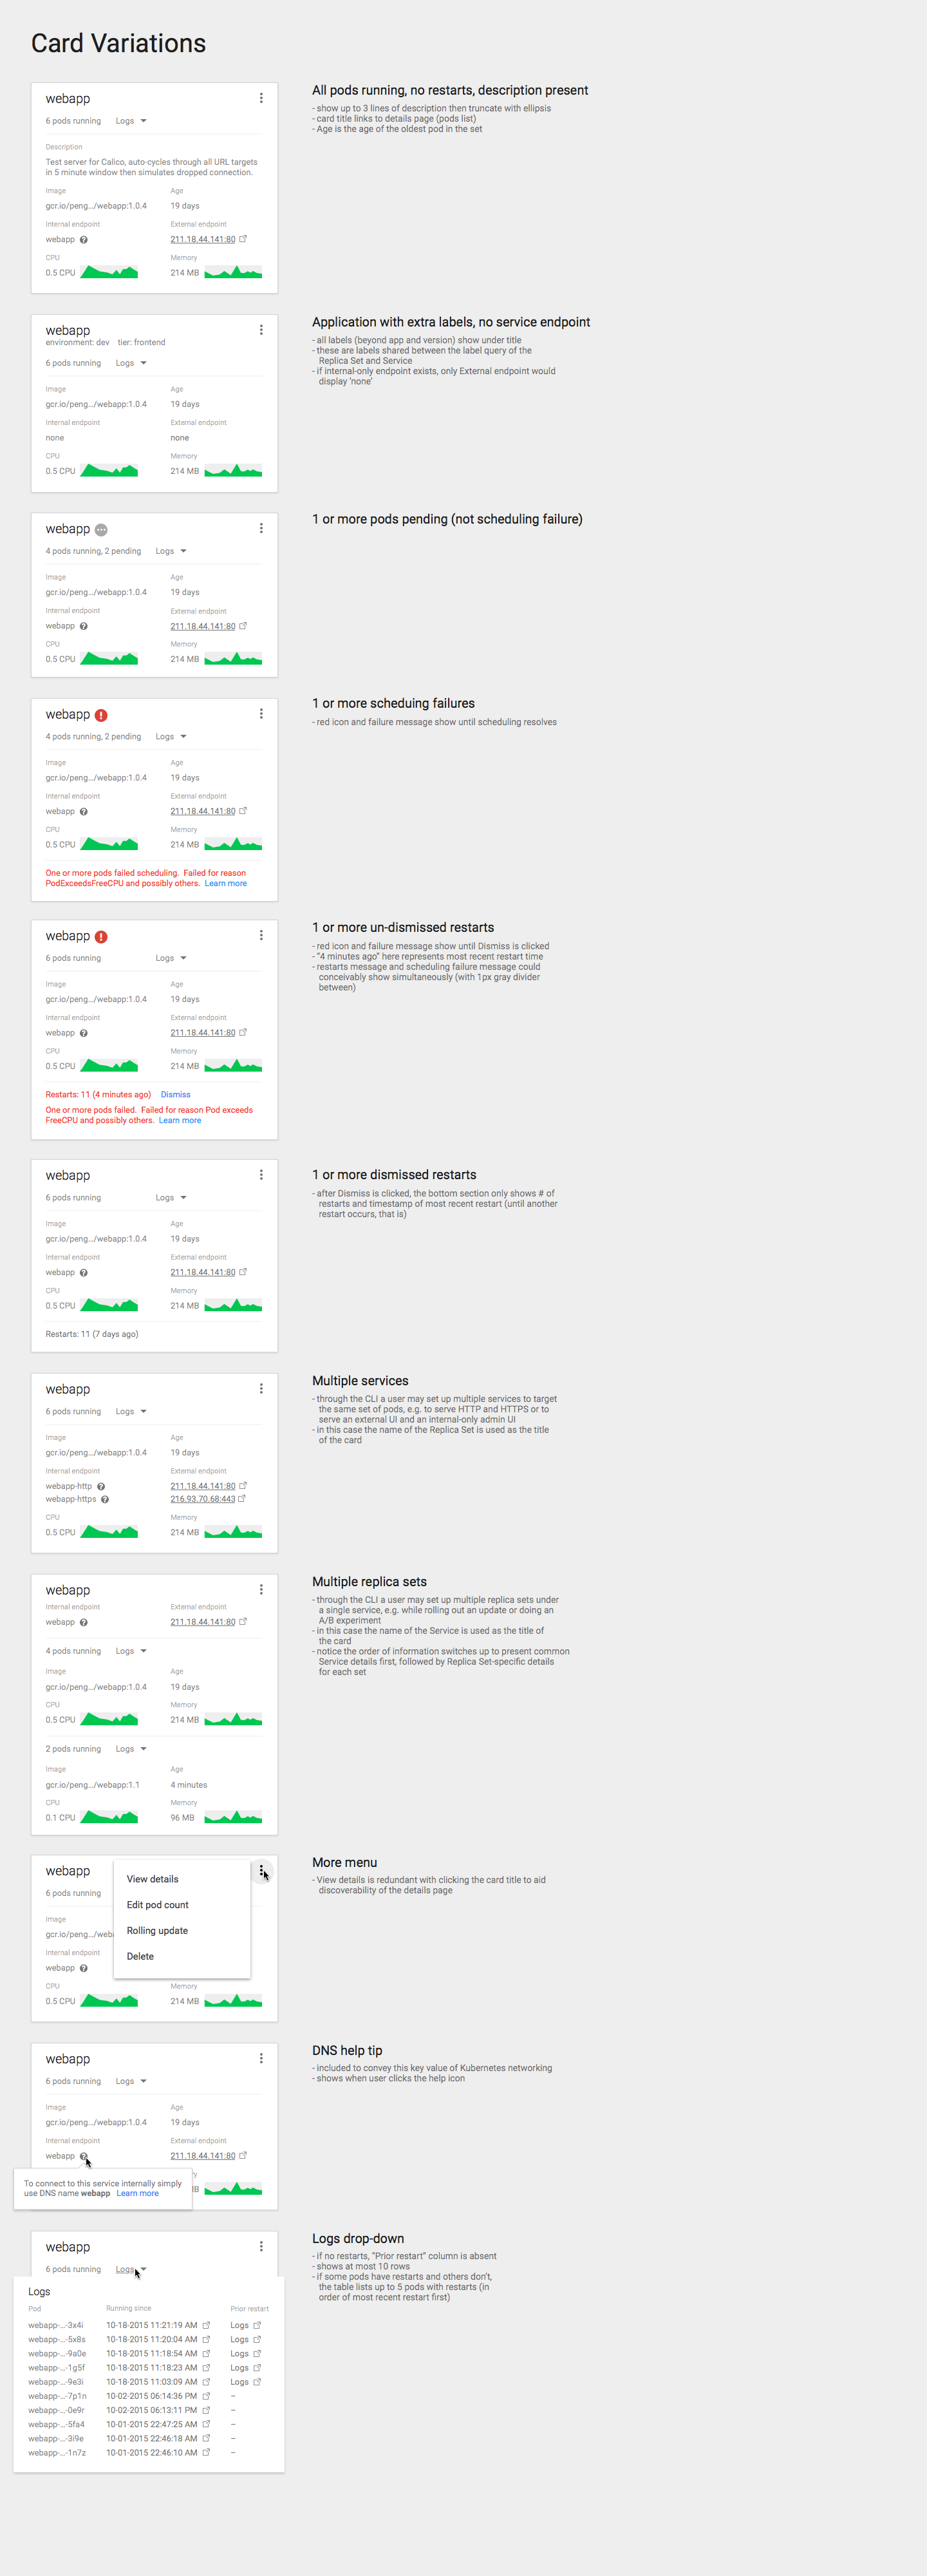 Card Variations
webapp
6 pods running Logs
Description
Test server for Calico, auto-cycles through all URL targets
in 5 minute window then simulates dropped connection.
Image Age
gcr.io/peng.../webapp:1.0.4 19 days
Internal endpoint External endpoint
webapp 211.18.44.141:80
CPU Memory
0.5 CPU 214 MB
All pods running, no restarts, description present
- show up to 3 lines of description then truncate with ellipsis
- card title links to details page (pods list)
- Age is the age of the oldest pod in the set
webapp
environment: dev tier: frontend
6 pods running Logs
Image Age
gcr.io/peng.../webapp:1.0.4 19 days
Internal endpoint External endpoint
none none
CPU Memory
0.5 CPU 214 MB
Application with extra labels, no service endpoint
- all labels (beyond app and version) show under title
- these are labels shared between the label query of the
Replica Set and Service
- if internal-only endpoint exists, only External endpoint would
display 'none'
webapp
4 pods running, 2 pending Logs
Image Age
gcr.io/peng.../webapp:1.0.4 19 days
Internal endpoint External endpoint
webapp 211.18.44.141:80
CPU Memory
0.5 CPU 214 MB
1 or more pods pending (not scheduling failure)
webapp
4 pods running, 2 pending Logs
Image Age
gcr.io/peng.../webapp:1.0.4 19 days
Internal endpoint External endpoint
webapp 211.18.44.141:80
CPU Memory
0.5 CPU 214 MB
One or more pods failed scheduling. Failed for reason
PodExceedsFreeCPU and possibly others. Learn more
1 or more scheduing failures
- red icon and failure message show until scheduling resolves
webapp
6 pods running Logs
Image Age
gcr.io/peng.../webapp:1.0.4 19 days
Internal endpoint External endpoint
webapp 211.18.44.141:80
CPU Memory
0.5 CPU 214 MB
Restarts: 11 (4 minutes ago) Dismiss
One or more pods failed. Failed for reason Pod exceeds
FreeCPU and possibly others. Learn more
1 or more un-dismissed restarts
- red icon and failure message show until Dismiss is clicked
- "4 minutes ago" here represents most recent restart time
- restarts message and scheduling failure message could
conceivably show simultaneously (with 1px gray divider
between)
webapp
6 pods running Logs
Image Age
gcr.io/peng.../webapp:1.0.4 19 days
Internal endpoint External endpoint
webapp 211.18.44.141:80
CPU Memory
0.5 CPU 214 MB
Restarts: 11 (7 days ago)
1 or more dismissed restarts
- after Dismiss is clicked, the bottom section only shows # of
restarts and timestamp of most recent restart (until another
restart occurs, that is)
webapp
6 pods running Logs
Image Age
gcr.io/peng.../webapp:1.0.4 19 days
Internal endpoint External endpoint
webapp-http 211.18.44.141:80
webapp-https 216.93.70.68:443
CPU Memory
0.5 CPU 214 MB
Multiple services
- through the CLI a user may set up multiple services to target
the same set of pods, e.g. to serve HTTP and HTTPS or to
serve an external UI and an internal-only admin UI
- in this case the name of the Replica Set is used as the title
of the card
webapp
Internal endpoint External endpoint
webapp 211.18.44.141:80
4 pods running Logs
Image Age
gcr.io/peng.../webapp:1.0.4 19 days
CPU Memory
0.5 CPU 214 MB
2 pods running Logs
Image Age
gcr.io/peng.../webapp:1.1 4 minutes
CPU Memory
0.1 CPU 96 MB
Multiple replica sets
- through the CLI a user may set up multiple replica sets under
a single service, e.g. while rolling out an update or doing an
A/B experiment
- in this case the name of the Service is used as the title of
the card
- notice the order of information switches up to present common
Service details first, followed by Replica Set-specific details
for each set
webapp
6 pods running
Image
gcr.io/peng.../web
Internal endpoint
webapp
CPU Memory
0.5 CPU 214 MB
View details
Edit pod count
Rolling update
Delete
More menu
- View details is redundant with clicking the card title to aid
discoverability of the details page
webapp
6 pods running Logs
Image Age
gcr.io/peng.../webapp:1.0.4 19 days
Internal endpoint External endpoint
webapp 211.18.44.141:80
To connect to this service internally simply
use DNS name webapp Learn more
DNS help tip
- included to convey this key value of Kubernetes networking
- shows when user clicks the help icon
webapp
6 pods running Logs
Logs
Pod Running since Prior restart
webapp-...-3x4i 10-18-2015 11:21:19 AM Logs
webapp-...-5x8s 10-18-2015 11:20:04 AM Logs
webapp-...-9a0e 10-18-2015 11:18:54 AM Logs
webapp-...-1g5f 10-18-2015 11:18:23 AM Logs
webapp-...-9e3i 10-18-2015 11:03:09 AM Logs
webapp-...-7p1n 10-02-2015 06:14:36 PM –
webapp-...-0e9r 10-02-2015 06:13:11 PM –
webapp-...-5fa4 10-01-2015 22:47:25 AM –
webapp-...-3i9e 10-01-2015 22:46:18 AM –
webapp-...-1n7z 10-01-2015 22:46:10 AM –
Logs drop-down
- if no restarts, "Prior restart" column is absent
- shows at most 10 rows
- if some pods have restarts and others don't,
the table lists up to 5 pods with restarts (in
order of most recent restart first)